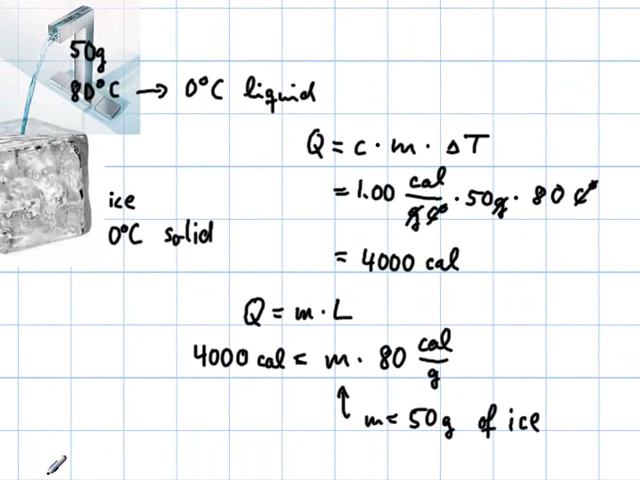 50g
80°C → 0°C liquid
Q = c · m · ΔT
= 1.00 cal/g c° · 50g · 80 c°
ice
0°C solid
= 4000 cal
Q = m · L
4000 cal = m · 80 cal/g
↑ m = 50g of ice